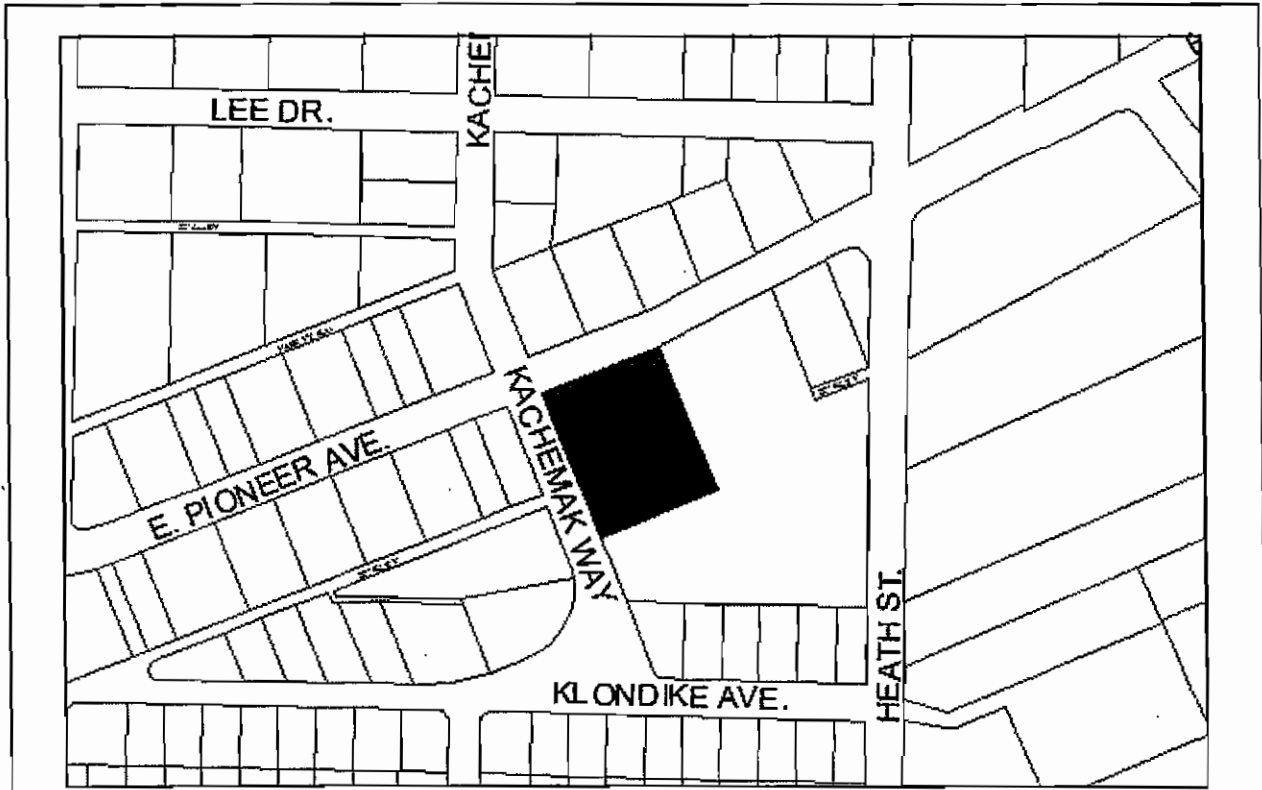 KACHE
LEE DR.
E. PIONEER AVE.
KACHEMAK WAY
HEATH ST.
KLONDIKE AVE.